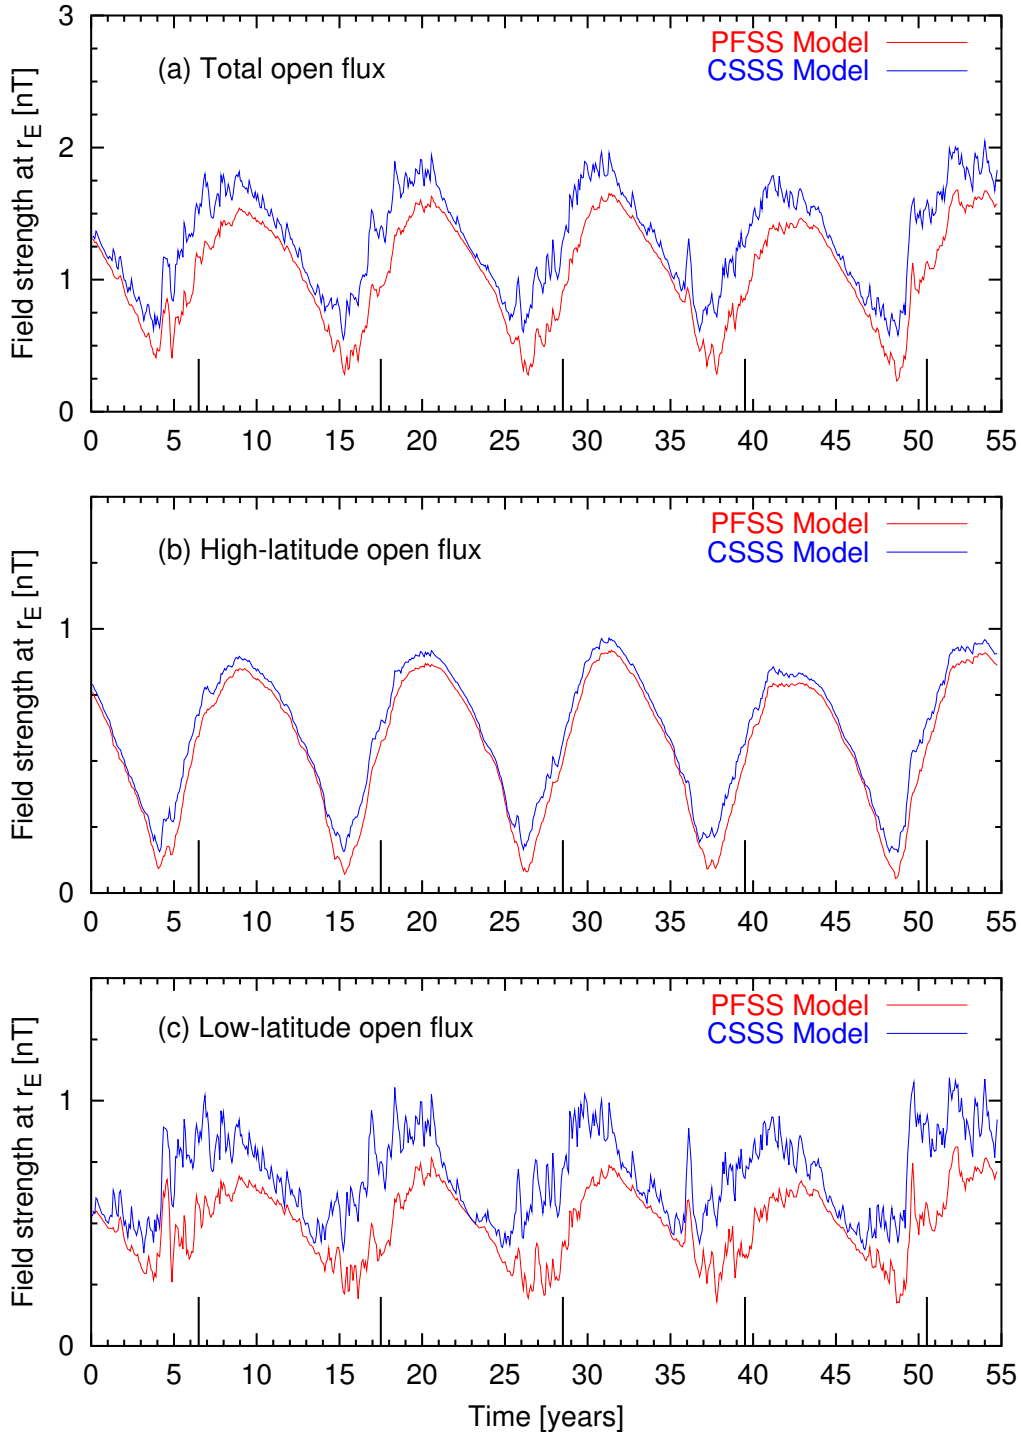 3
PFSS Model
CSSS Model
(a) Total open flux
Field strength at r_E [nT]
2
1
0
0 5 10 15 20 25 30 35 40 45 50 55
PFSS Model
CSSS Model
(b) High-latitude open flux
Field strength at r_E [nT]
1
0
0 5 10 15 20 25 30 35 40 45 50 55
PFSS Model
CSSS Model
(c) Low-latitude open flux
Field strength at r_E [nT]
1
0
0 5 10 15 20 25 30 35 40 45 50 55
Time [years]